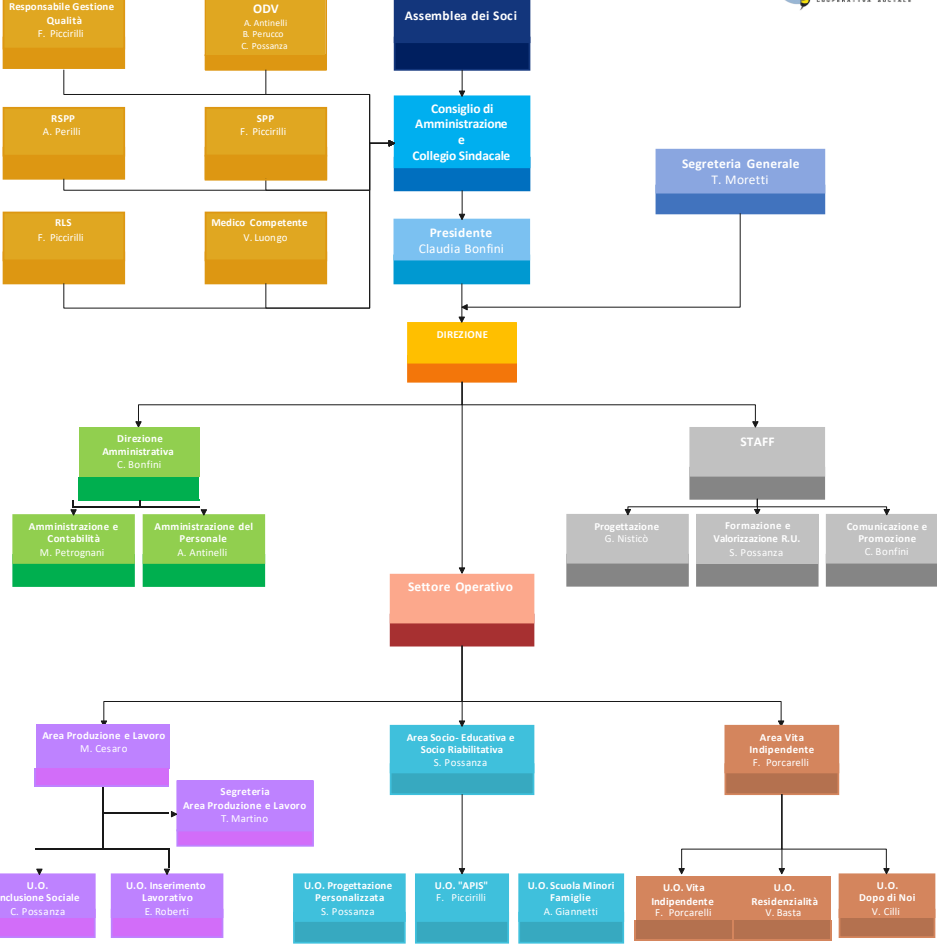 COOPERATIVA SOCIALE
Responsabile Gestione
Qualità
F. Piccirilli
ODV
A. Antinelli
B. Perucco
C. Possanza
Assemblea dei Soci
RSPP
A. Perilli
SPP
F. Piccirilli
Consiglio di
Amministrazione
e
Collegio Sindacale
Segreteria Generale
T. Moretti
RLS
F. Piccirilli
Medico Competente
V. Luongo
Presidente
Claudia Bonfini
DIREZIONE
Direzione
Amministrativa
C. Bonfini
STAFF
Amministrazione e
Contabilità
M. Petrognani
Amministrazione del
Personale
A. Antinelli
Progettazione
G. Nisticò
Formazione e
Valorizzazione R.U.
S. Possanza
Comunicazione e
Promozione
C. Bonfini
Settore Operativo
Area Produzione e Lavoro
M. Cesaro
Area Socio- Educativa e
Socio Riabilitativa
S. Possanza
Area Vita
Indipendente
F. Porcarelli
Segreteria
Area Produzione e Lavoro
T. Martino
U.O.
nclusione Sociale
C. Possanza
U.O. Inserimento
Lavorativo
E. Roberti
U.O. Progettazione
Personalizzata
S. Possanza
U.O. "APIS"
F. Piccirilli
U.O. Scuola Minori
Famiglie
A. Giannetti
U.O. Vita
Indipendente
F. Porcarelli
U.O.
Residenzialità
V. Basta
U.O.
Dopo di Noi
V. Cilli